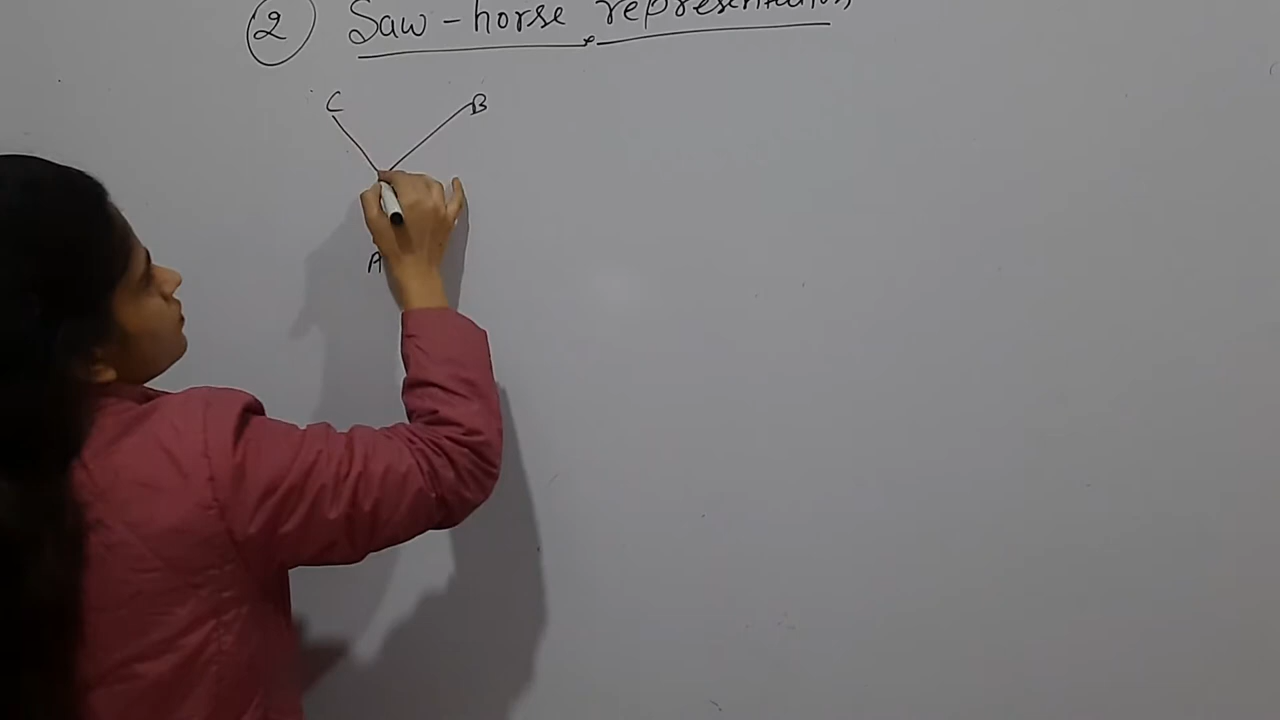 ② Saw-horse representation
C B
A